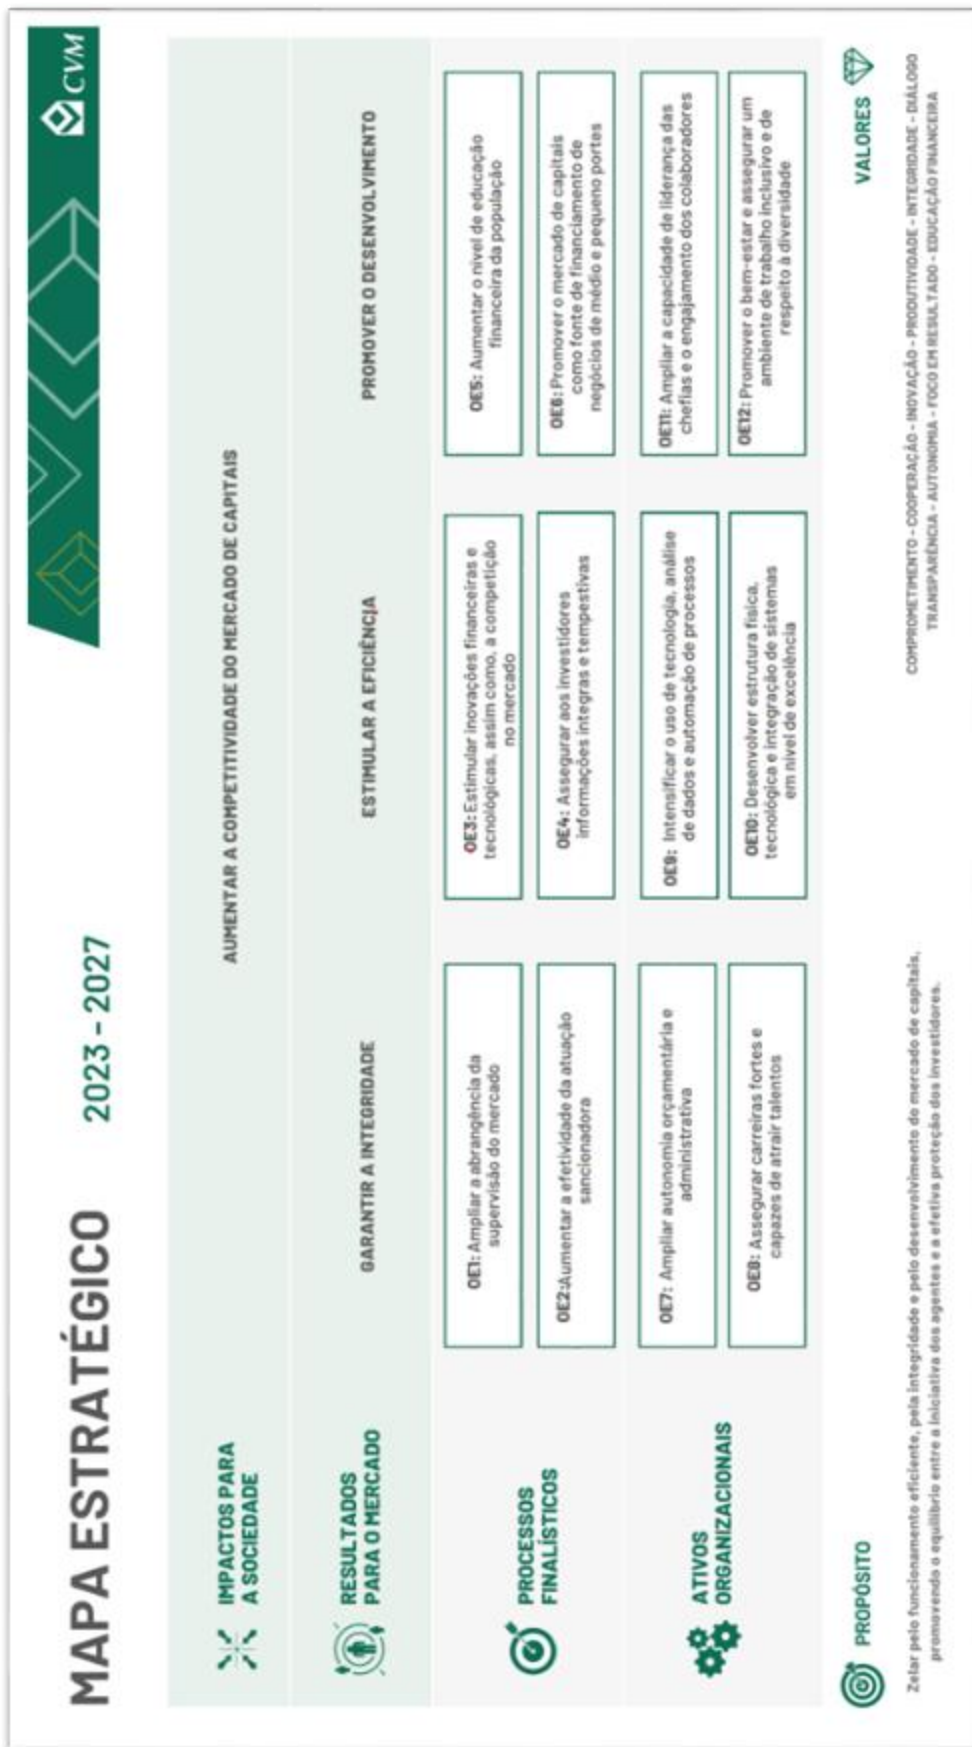 MAPA ESTRATÉGICO
2023 - 2027
CVM
IMPACTOS PARA
A SOCIEDADE
AUMENTAR A COMPETITIVIDADE DO MERCADO DE CAPITAIS
RESULTADOS
PARA O MERCADO
GARANTIR A INTEGRIDADE
ESTIMULAR A EFICIÊNCIA
PROMOVER O DESENVOLVIMENTO
PROCESSOS
FINALÍSTICOS
OE1: Ampliar a abrangência da
supervisão do mercado
OE2:Aumentar a efetividade da atuação
sancionadora
OE3: Estimular inovações financeiras e
tecnológicas, assim como, a competição
no mercado
OE4: Assegurar aos investidores
informações íntegras e tempestivas
OE5: Aumentar o nível de educação
financeira da população
OE6: Promover o mercado de capitais
como fonte de financiamento de
negócios de médio e pequeno portes
ATIVOS
ORGANIZACIONAIS
OE7: Ampliar autonomia orçamentária e
administrativa
OE8: Assegurar carreiras fortes e
capazes de atrair talentos
OE9: Intensificar o uso de tecnologia, análise
de dados e automação de processos
OE10: Desenvolver estrutura física,
tecnológica e integração de sistemas
em nível de excelência
OE11: Ampliar a capacidade de liderança das
chefias e o engajamento dos colaboradores
OE12: Promover o bem-estar e assegurar um
ambiente de trabalho inclusivo e de
respeito à diversidade
PROPÓSITO
Zelar pelo funcionamento eficiente, pela integridade e pelo desenvolvimento do mercado de capitais,
promovendo o equilíbrio entre a iniciativa dos agentes e a efetiva proteção dos investidores.
VALORES
COMPROMETIMENTO - COOPERAÇÃO - INOVAÇÃO - PRODUTIVIDADE - INTEGRIDADE - DIÁLOGO
TRANSPARÊNCIA - AUTONOMIA - FOCO EM RESULTADO - EDUCAÇÃO FINANCEIRA